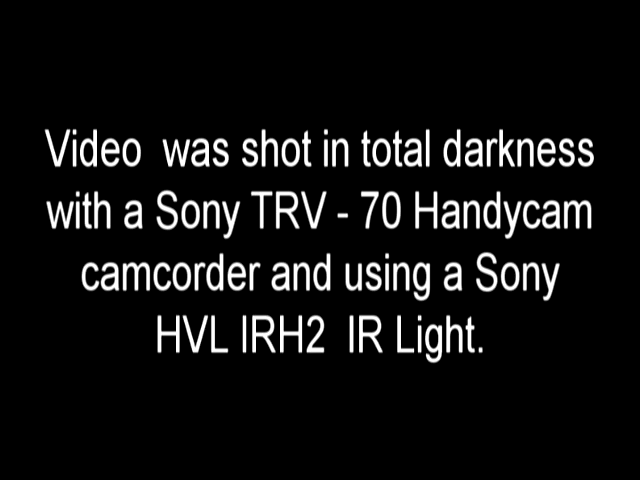 Video  was shot in total darkness
with a Sony TRV - 70 Handycam
camcorder and using a Sony
HVL IRH2  IR Light.